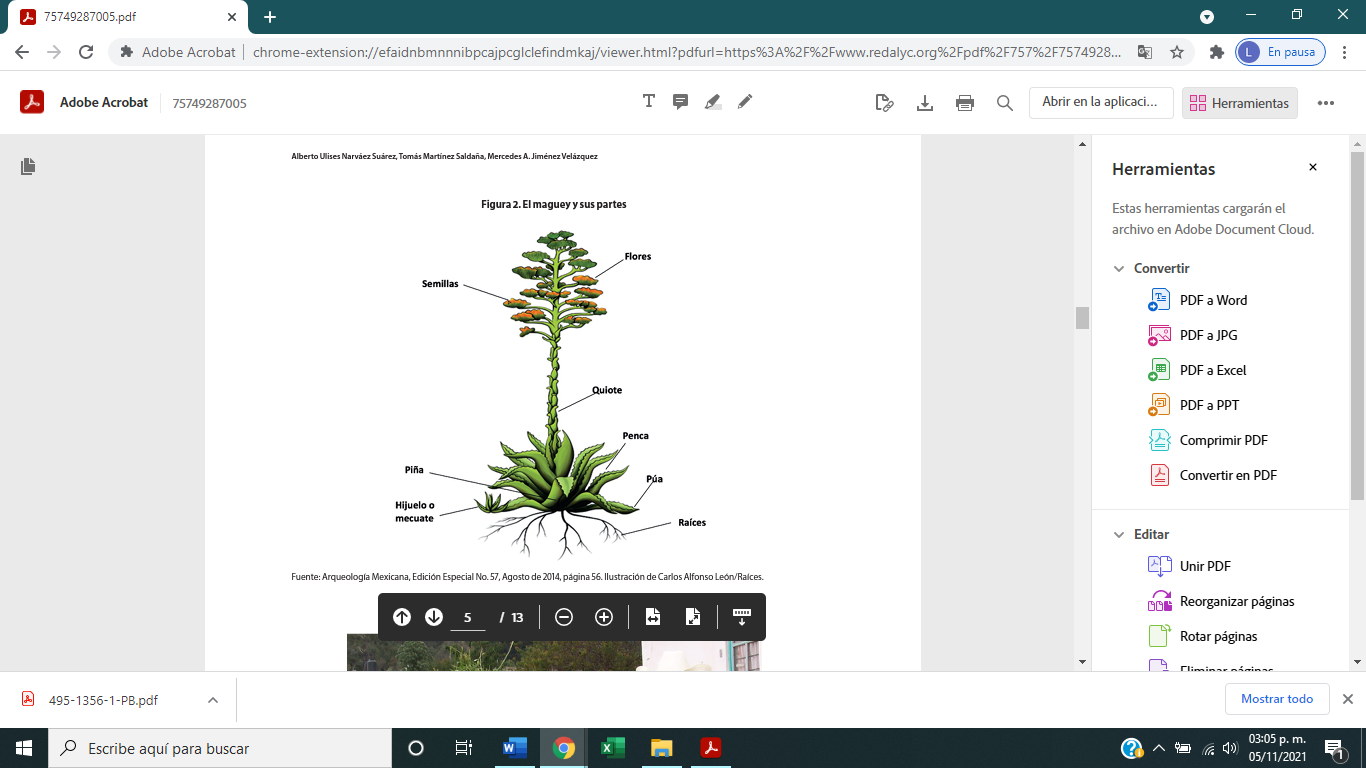 75749287005.pdf
Adobe Acrobat
chrome-extension://efaidnbmnnnibpcajpcglclefindmkaj/viewer.html?pdfurl=https%3A%2F%2Fwww.redalyc.org%2Fpdf%2F757%2F7574928...
L
En pausa
Adobe Acrobat
75749287005
Abrir en la aplicaci...
Herramientas
Alberto Ulises Narváez Suárez, Tomás Martínez Saldaña, Mercedes A. Jiménez Velázquez
Figura 2. El maguey y sus partes
Flores
Semillas
Quiote
Penca
Piña
Púa
Hijuelo o
mecuate
Raíces
Fuente: Arqueología Mexicana, Edición Especial No. 57, Agosto de 2014, página 56. Ilustración de Carlos Alfonso León/Raíces.
5 / 13
Herramientas
Estas herramientas cargarán el
archivo en Adobe Document Cloud.
Convertir
PDF a Word
PDF a JPG
PDF a Excel
PDF a PPT
Comprimir PDF
Convertir en PDF
Editar
Unir PDF
Reorganizar páginas
Rotar páginas
Eliminar páginas
495-1356-1-PB.pdf
Mostrar todo
Escribe aquí para buscar
03:05 p. m.
05/11/2021
1